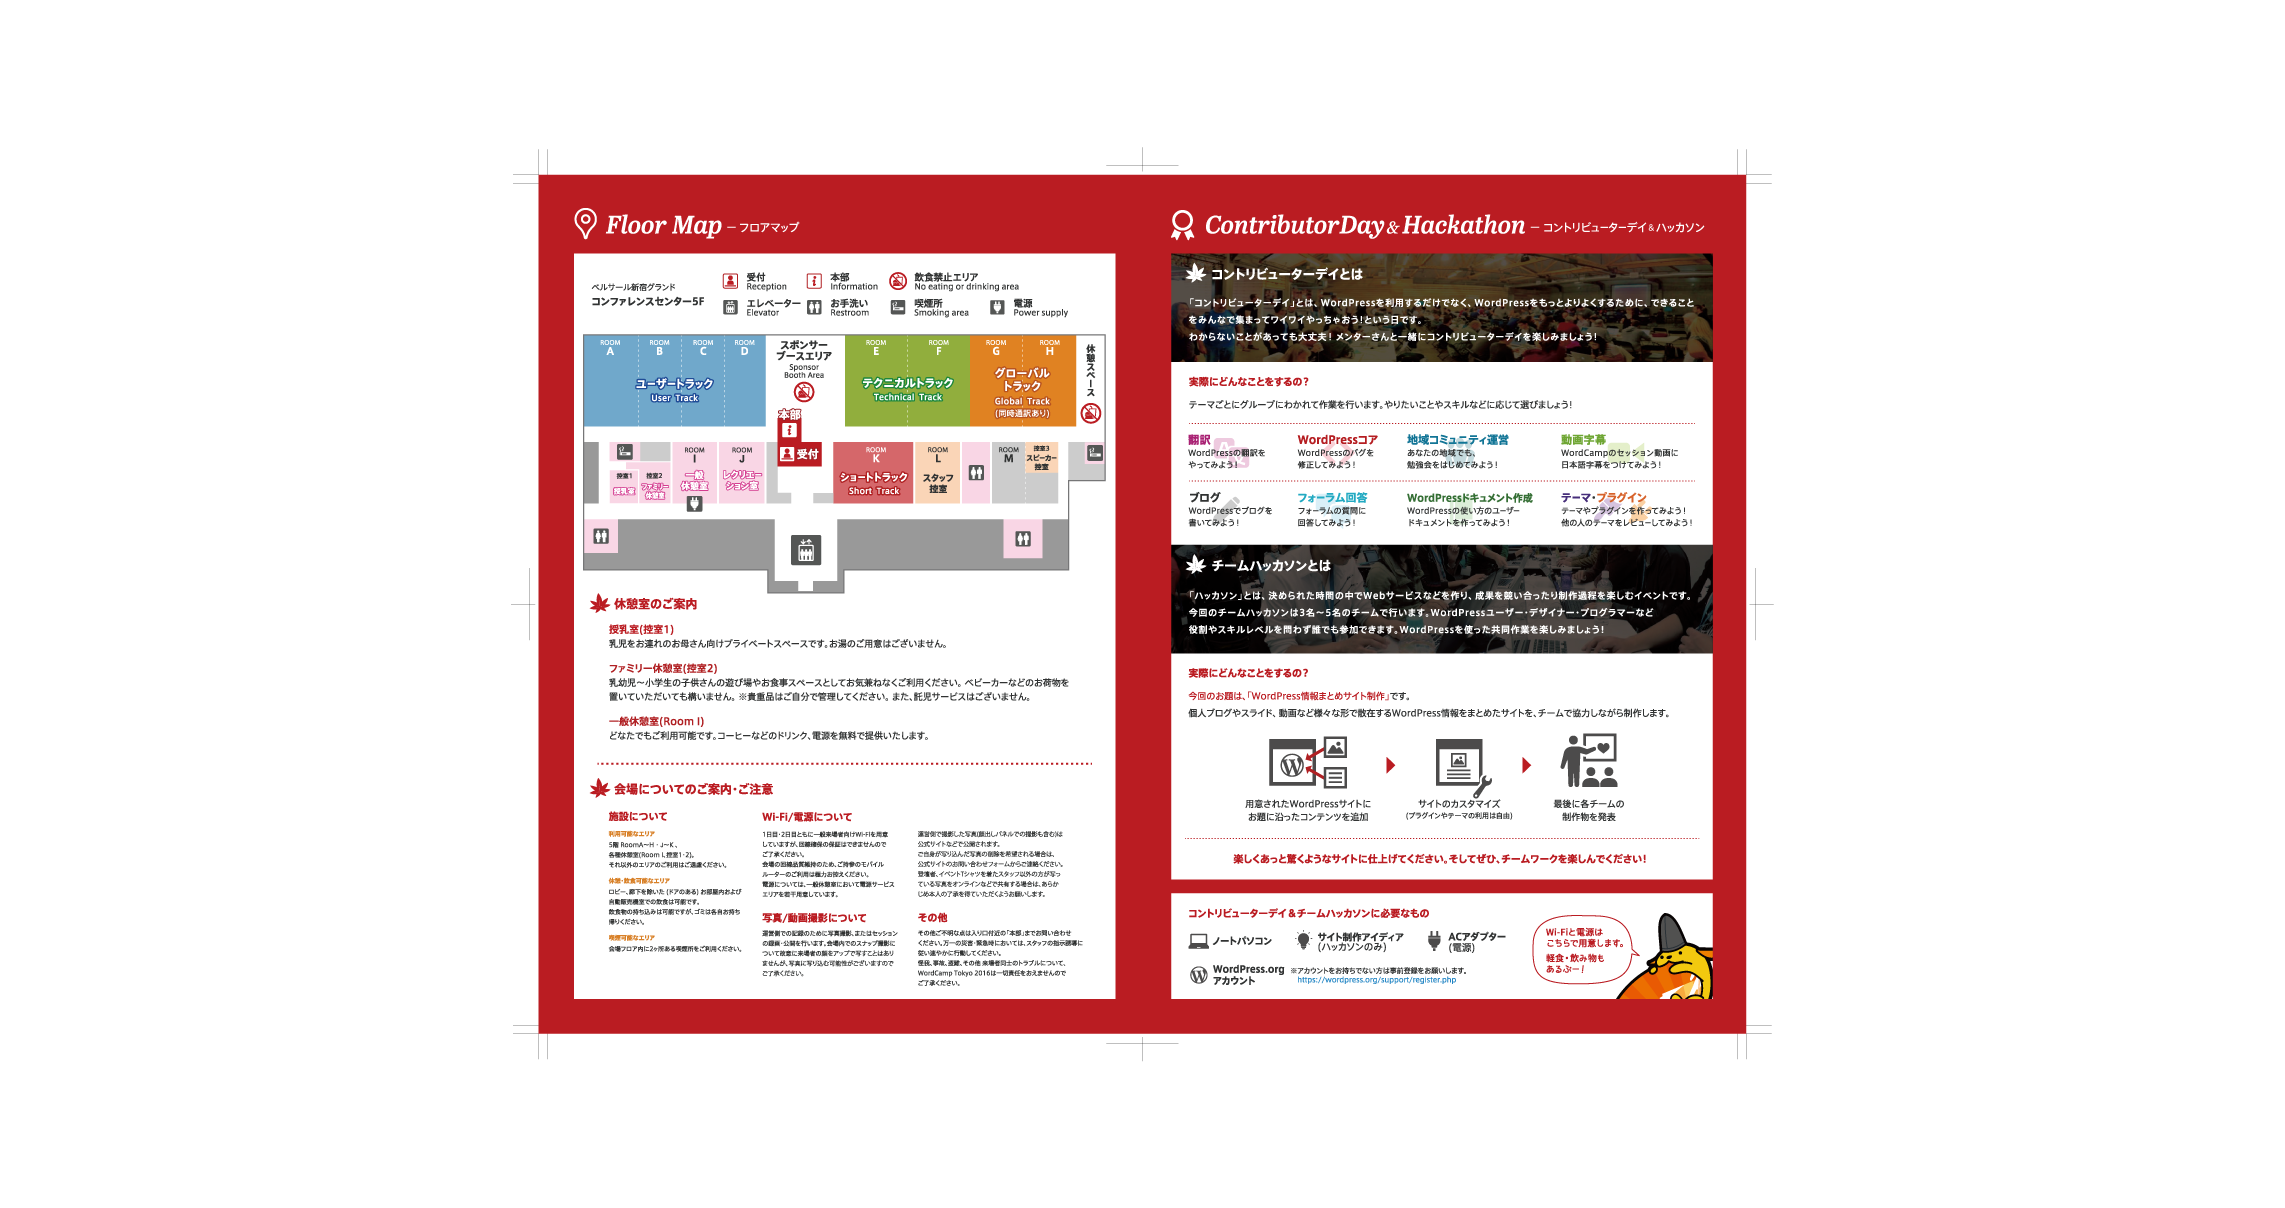 Floor Map ー フロアマップ
ベルサール新宿グランド
コンファレンスセンター5F
受付
Reception
本部
Information
飲食禁止エリア
No eating or drinking area
エレベーター
Elevator
お手洗い
Restroom
喫煙所
Smoking area
電源
Power supply
ROOM
A
ROOM
B
ROOM
C
ROOM
D
ユーザートラック
User Track
スポンサー
ブースエリア
Sponsor
Booth Area
本部
受付
ROOM
E
ROOM
F
テクニカルトラック
Technical Track
ROOM
G
ROOM
H
グローバル
トラック
Global Track
(同時通訳あり)
休憩スペース
控室1
授乳室
控室2
ファミリー
休憩室
ROOM
I
一般
休憩室
ROOM
J
レクリエー
ション室
ROOM
K
ショートトラック
Short Track
ROOM
L
スタッフ
控室
ROOM
M
控室3
スピーカー
控室
休憩室のご案内
授乳室(控室1)
乳児をお連れのお母さん向けプライベートスペースです。お湯のご用意はございません。
ファミリー休憩室(控室2)
乳幼児～小学生の子供さんの遊び場やお食事スペースとしてお気兼ねなくご利用ください。ベビーカーなどのお荷物を
置いていただいても構いません。※貴重品はご自分で管理してください。また、託児サービスはございません。
一般休憩室(Room I)
どなたでもご利用可能です。コーヒーなどのドリンク、電源を無料で提供いたします。
会場についてのご案内・ご注意
施設について
利用可能なエリア
5階 RoomA～H・J～K、
各種休憩室(Room I,控室1・2)。
それ以外のエリアのご利用はご遠慮ください。
休憩・飲食可能なエリア
ロビー、廊下を除いた (ドアのある) お部屋内および
自動販売機室での飲食は可能です。
飲食物の持ち込みは可能ですが、ゴミは各自お持ち
帰りください。
喫煙可能なエリア
会場フロア内に2ヶ所ある喫煙所をご利用ください。
Wi-Fi/電源について
1日目・2日目ともに一般来場者向けWi-Fiを用意
していますが、回線確保の保証はできませんので
ご了承ください。
会場の回線品質維持のため、ご持参のモバイル
ルーターのご利用は極力お控えください。
電源については、一般休憩室において電源サービス
エリアを若干用意しています。
写真/動画撮影について
運営側での記録のために写真撮影、またはセッション
の録画・公開を行います。会場内でのスナップ撮影に
ついて故意に来場者の顔をアップで写すことはあり
ませんが、写真に写り込む可能性がございますので
ご了承ください。
運営側で撮影した写真(顔出しパネルでの撮影も含む)は
公式サイトなどで公開されます。
ご自身が写り込んだ写真の削除を希望される場合は、
公式サイトのお問い合わせフォームからご連絡ください。
登壇者、イベントTシャツを着たスタッフ以外の方が写っ
ている写真をオンラインなどで共有する場合は、あらか
じめ本人の了承を得ていただくようお願いします。
その他
その他ご不明な点は入り口付近の「本部」までお問い合わせ
ください。万一の災害・緊急時においては、スタッフの指示誘導に
従い速やかに行動してください。
怪我、事故、盗難、その他 来場者同士のトラブルについて、
WordCamp Tokyo 2016は一切責任をおえませんので
ご了承ください。
ContributorDay & Hackathon ー コントリビューターデイ&ハッカソン
コントリビューターデイとは
「コントリビューターデイ」とは、WordPressを利用するだけでなく、WordPressをもっとよりよくするために、できること
をみんなで集まってワイワイやっちゃおう!という日です。
わからないことがあっても大丈夫! メンターさんと一緒にコントリビューターデイを楽しみましょう!
実際にどんなことをするの?
テーマごとにグループにわかれて作業を行います。やりたいことやスキルなどに応じて選びましょう!
翻訳
WordPressの翻訳を
やってみよう!
WordPressコア
WordPressのバグを
修正してみよう!
地域コミュニティ運営
あなたの地域でも、
勉強会をはじめてみよう!
動画字幕
WordCampのセッション動画に
日本語字幕をつけてみよう!
ブログ
WordPressでブログを
書いてみよう!
フォーラム回答
フォーラムの質問に
回答してみよう!
WordPressドキュメント作成
WordPressの使い方のユーザー
ドキュメントを作ってみよう!
テーマ・プラグイン
テーマやプラグインを作ってみよう!
他の人のテーマをレビューしてみよう!
チームハッカソンとは
「ハッカソン」とは、決められた時間の中でWebサービスなどを作り、成果を競い合ったり制作過程を楽しむイベントです。
今回のチームハッカソンは3名～5名のチームで行います。WordPressユーザー・デザイナー・プログラマーなど
役割やスキルレベルを問わず誰でも参加できます。WordPressを使った共同作業を楽しみましょう!
実際にどんなことをするの?
今回のお題は、「WordPress情報まとめサイト制作」です。
個人ブログやスライド、動画など様々な形で散在するWordPress情報をまとめたサイトを、チームで協力しながら制作します。
用意されたWordPressサイトに
お題に沿ったコンテンツを追加
サイトのカスタマイズ
(プラグインやテーマの利用は自由)
最後に各チームの
制作物を発表
楽しくあっと驚くようなサイトに仕上げてください。そしてぜひ、チームワークを楽しんでください!
コントリビューターデイ&チームハッカソンに必要なもの
ノートパソコン
サイト制作アイディア
(ハッカソンのみ)
ACアダプター
(電源)
WordPress.org
アカウント
※アカウントをお持ちでない方は事前登録をお願いします。
https://wordpress.org/support/register.php
Wi-Fiと電源は
こちらで用意します。
軽食・飲み物も
あるぷー!